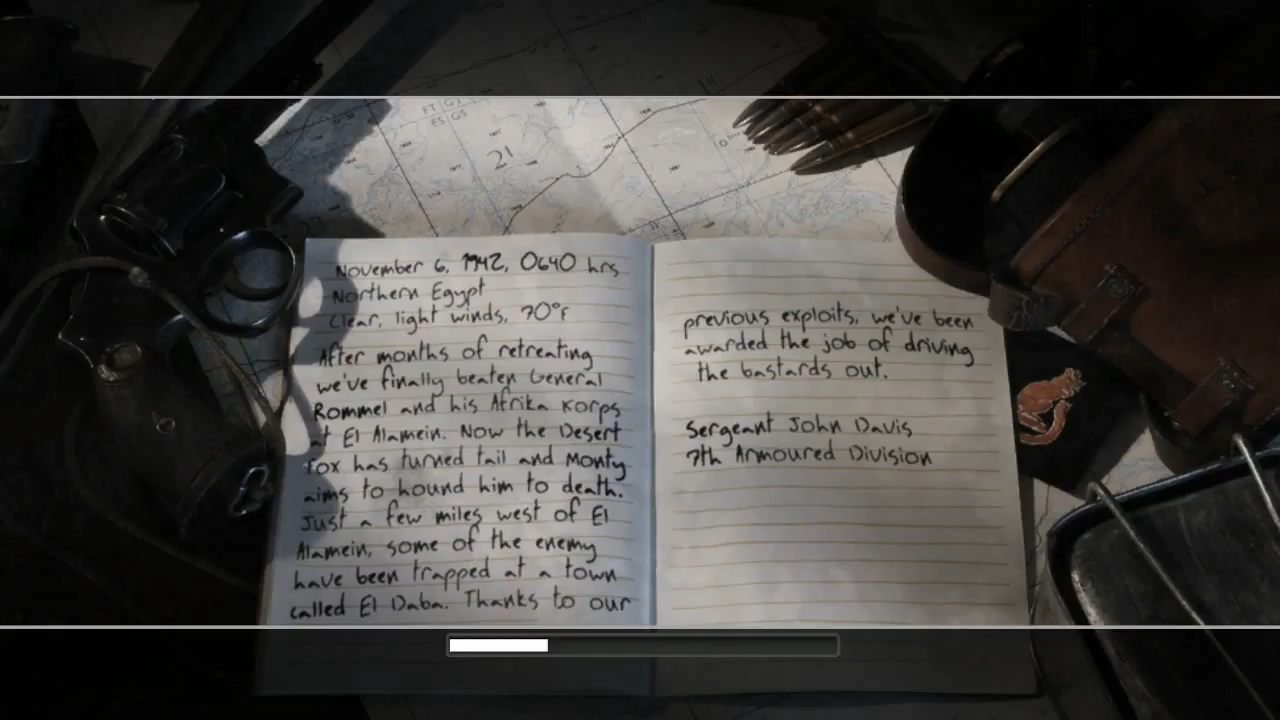 November 6, 1942, 0640 hrs
Northern Egypt
Clear, light winds, 70°F
After months of retreating
we've finally beaten General
Rommel and his Afrika Korps
at El Alamein. Now the Desert
Fox has turned tail and Monty
aims to hound him to death.
Just a few miles west of El
Alamein, some of the enemy
have been trapped at a town
called El Daba. Thanks to our
previous exploits, we've been
awarded the job of driving
the bastards out.
Sergeant John Davis
7th Armoured Division
21